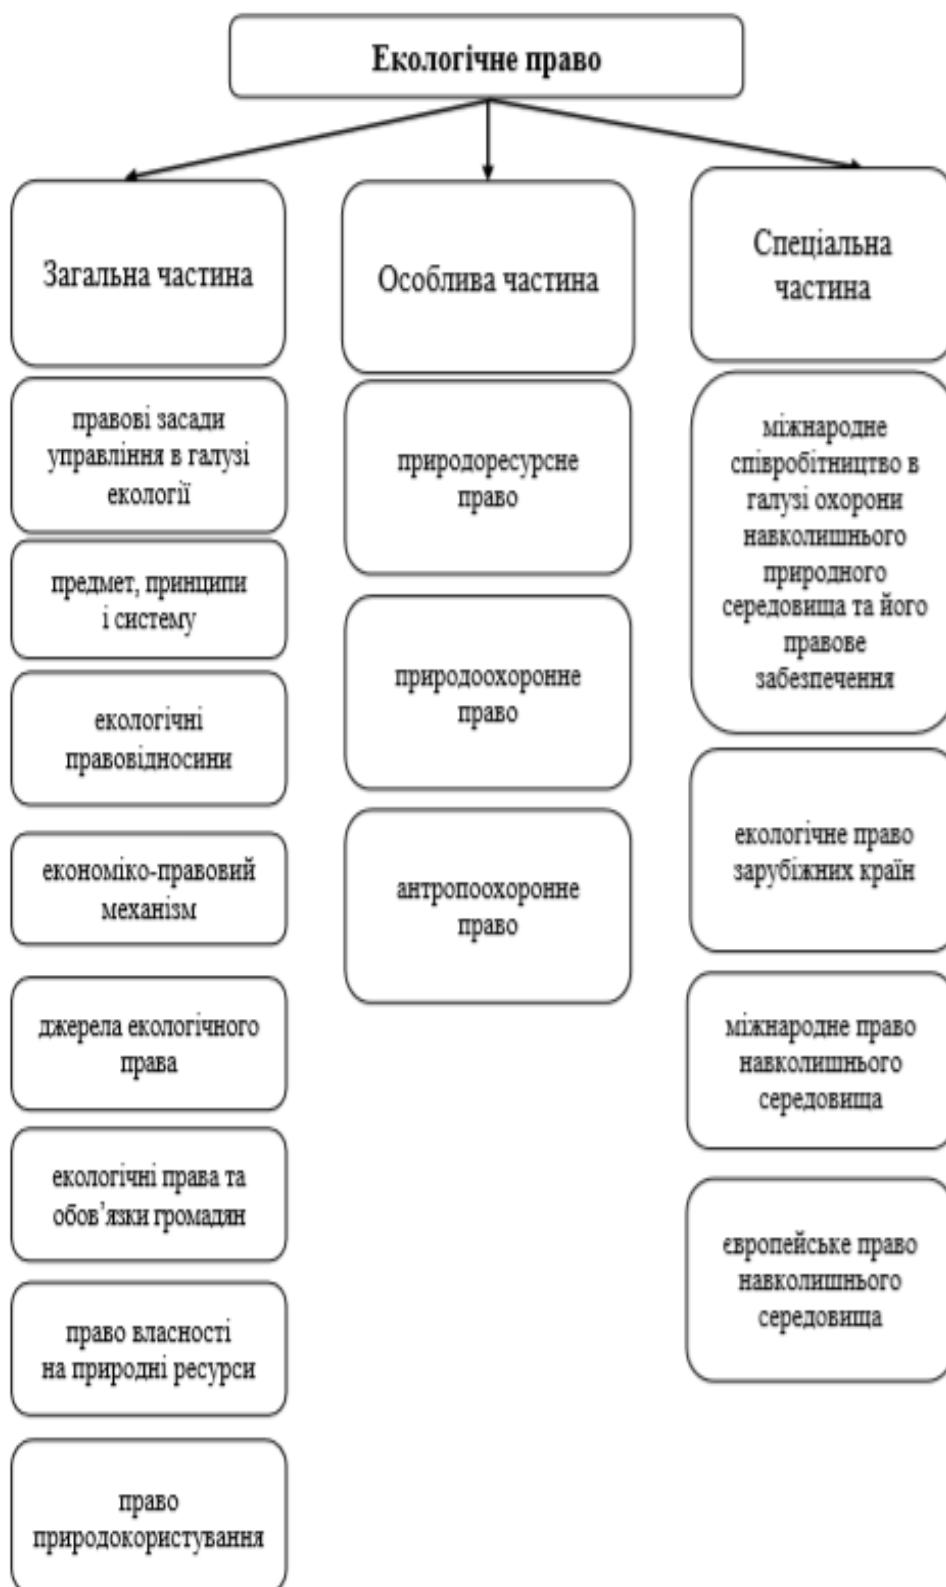 Екологічне право
Загальна частина
правові засади
управління в галузі
екології
предмет, принципи
і систему
екологічні
правовідносини
економіко-правовий
механізм
джерела екологічного
права
екологічні права та
обов’язки громадян
право власності
на природні ресурси
право
природокористування
Особлива частина
природоресурсне
право
природоохоронне
право
антропоохоронне
право
Спеціальна
частина
міжнародне
співробітництво в
галузі охорони
навколишнього
природного
середовища та його
правове
забезпечення
екологічне право
зарубіжних країн
міжнародне право
навколишнього
середовища
європейське право
навколишнього
середовища